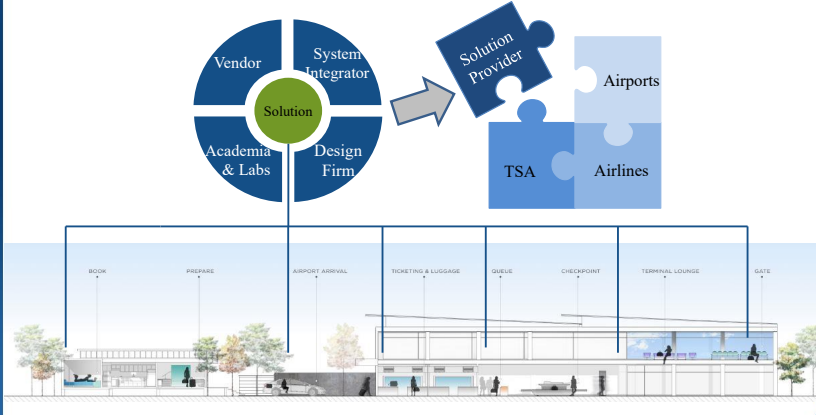 Vendor
System
Integrator
Solution
Academia
& Labs
Design
Firm
Solution
Provider
Airports
TSA
Airlines
BOOK
PREPARE
AIRPORT ARRIVAL
TICKETING & LUGGAGE
QUEUE
CHECKPOINT
TERMINAL LOUNGE
GATE